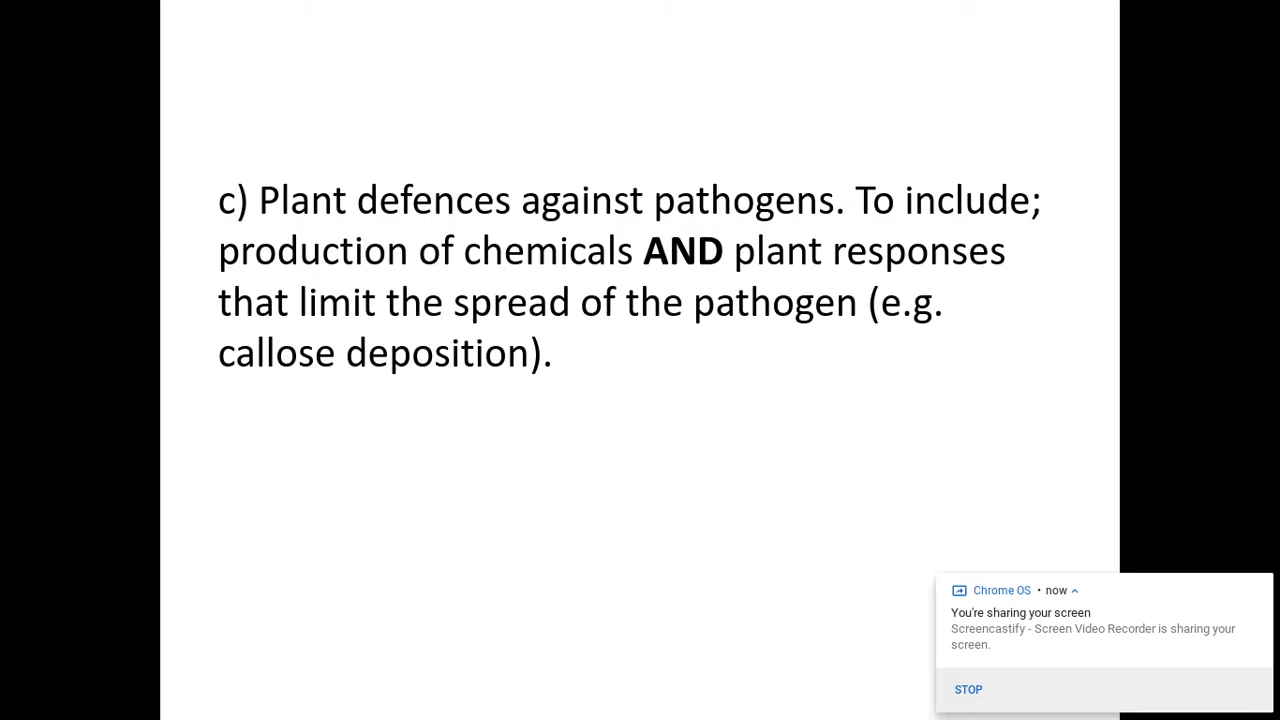 c) Plant defences against pathogens. To include;
production of chemicals AND plant responses
that limit the spread of the pathogen (e.g.
callose deposition).
Chrome OS • now
You're sharing your screen
Screencastify - Screen Video Recorder is sharing your
screen.
STOP